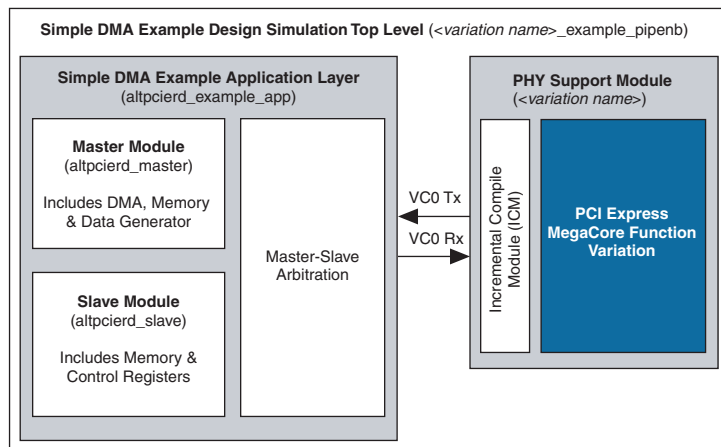 Simple DMA Example Design Simulation Top Level (<variation name>_example_pipenb)
Simple DMA Example Application Layer
(altpcierd_example_app)
Master Module
(altpcierd_master)
Includes DMA, Memory
& Data Generator
Slave Module
(altpcierd_slave)
Includes Memory &
Control Registers
Master-Slave
Arbitration
VC0 Tx
VC0 Rx
PHY Support Module
(<variation name>)
Incremental Compile
Module (ICM)
PCI Express
MegaCore Function
Variation